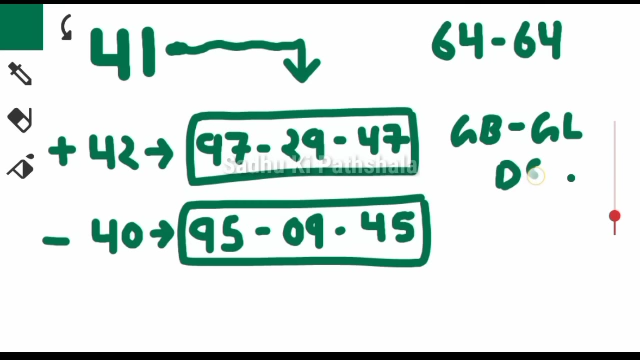 41 → 64-64
+ 42 → 97-29-47 GB-GL
Sadhu Ki Pathshala
DS .
- 40 → 95-09-45